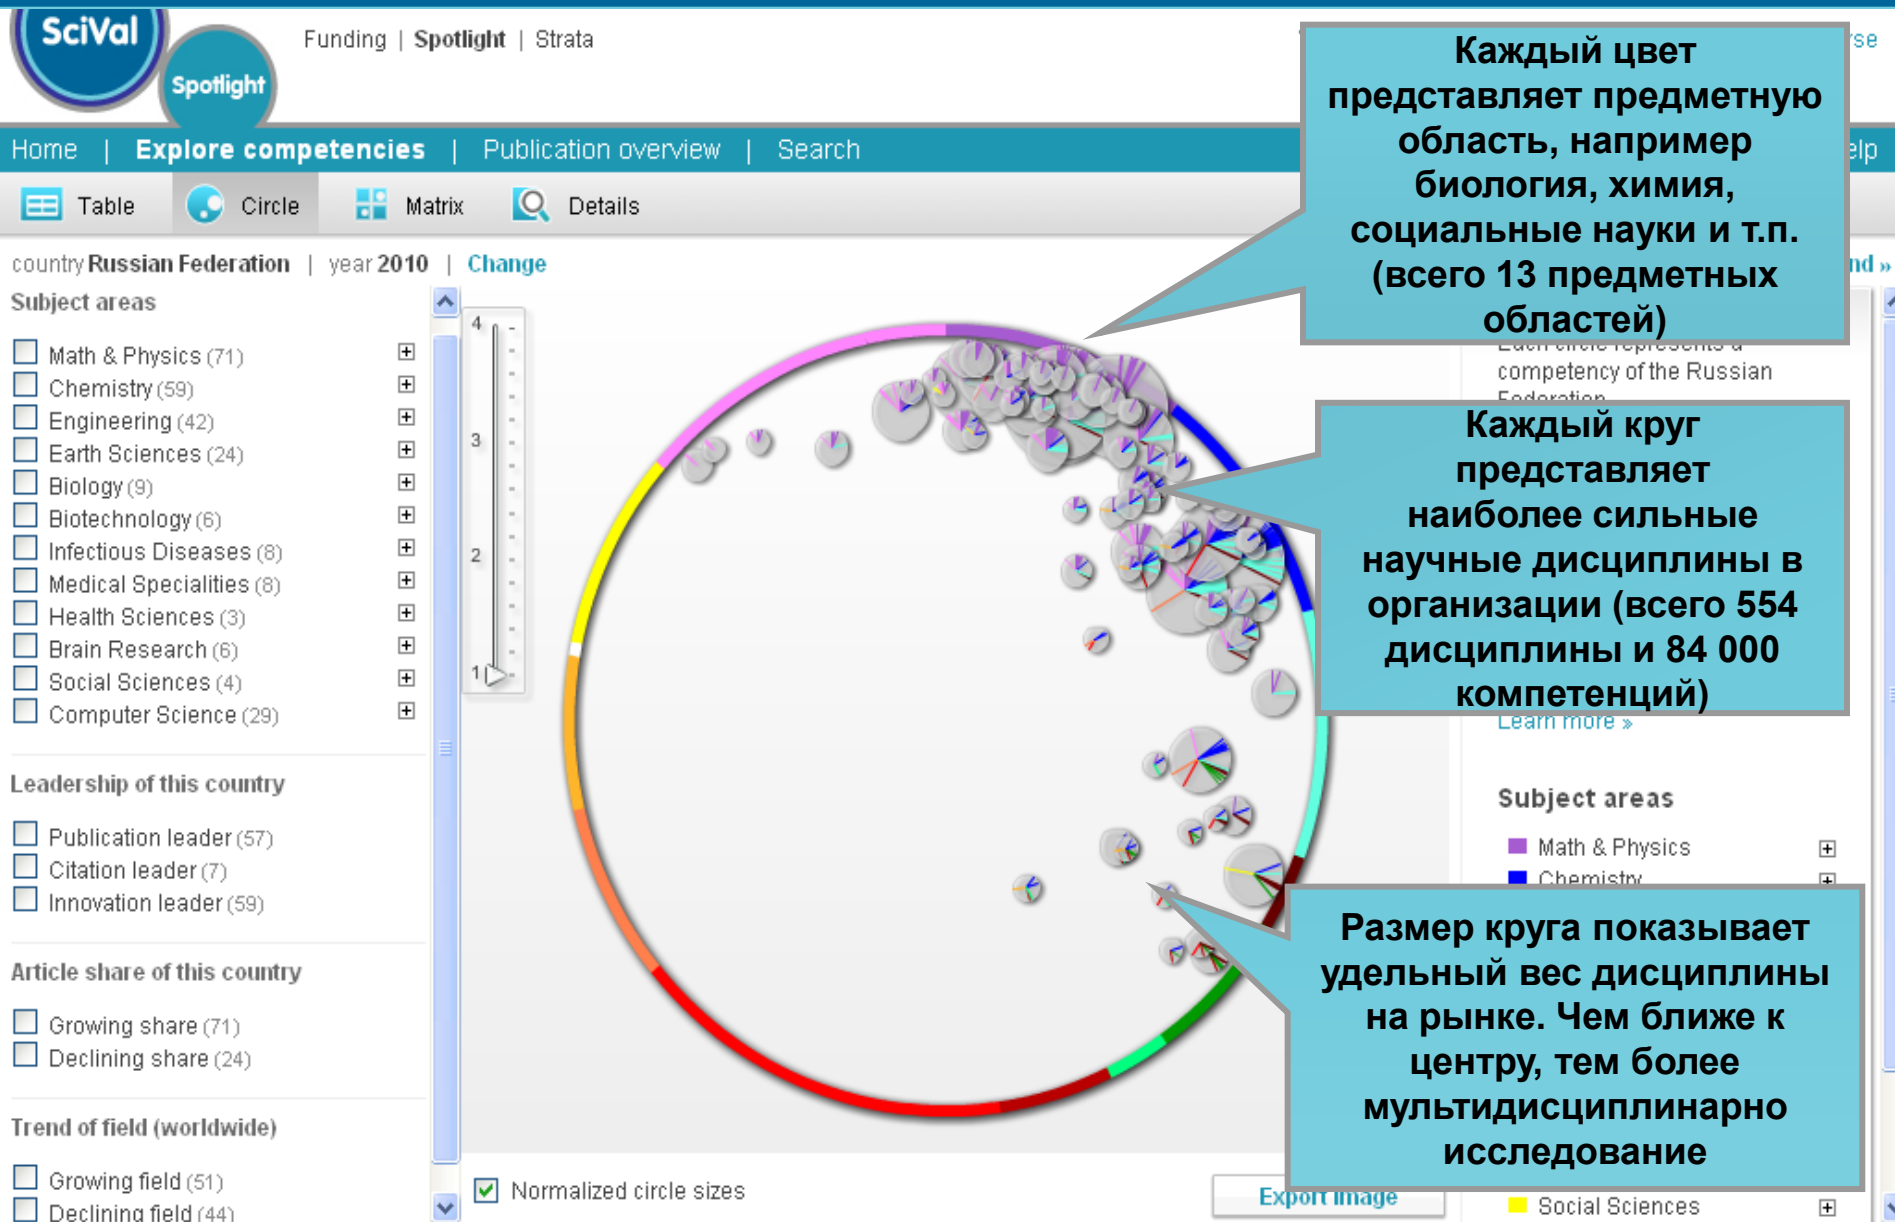 SciVal
Spotlight
Funding | Spotlight | Strata
Home | Explore competencies | Publication overview | Search
Table Circle Matrix Details
country Russian Federation | year 2010 | Change
Subject areas
Math & Physics (71)
Chemistry (59)
Engineering (42)
Earth Sciences (24)
Biology (9)
Biotechnology (6)
Infectious Diseases (8)
Medical Specialities (8)
Health Sciences (3)
Brain Research (6)
Social Sciences (4)
Computer Science (29)
Leadership of this country
Publication leader (57)
Citation leader (7)
Innovation leader (59)
Article share of this country
Growing share (71)
Declining share (24)
Trend of field (worldwide)
Growing field (51)
Declining field (44)
4
3
2
1
Normalized circle sizes
Export image
Каждый цвет
представляет предметную
область, например
биология, химия,
социальные науки и т.п.
(всего 13 предметных
областей)
Each circle represents a
competency of the Russian
Federation
Каждый круг
представляет
наиболее сильные
научные дисциплины в
организации (всего 554
дисциплины и 84 000
компетенций)
Learn more »
Subject areas
Math & Physics
Chemistry
Размер круга показывает
удельный вес дисциплины
на рынке. Чем ближе к
центру, тем более
мультидисциплинарно
исследование
Social Sciences